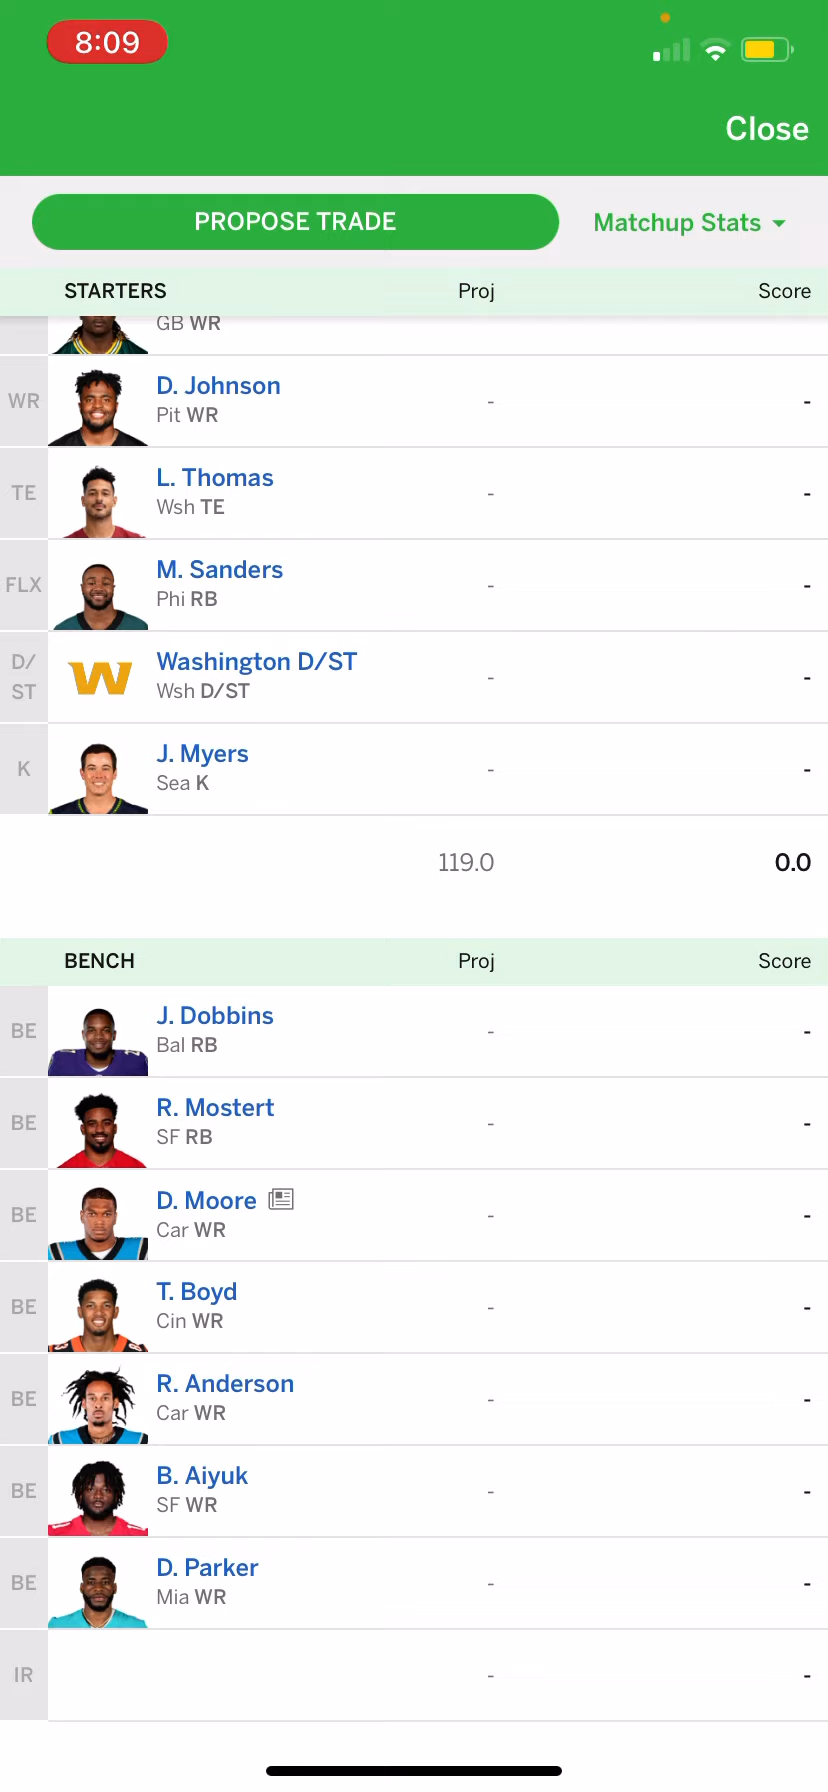 8:09
Close
PROPOSE TRADE
Matchup Stats
STARTERS Proj Score
GB WR
WR D. Johnson - -
Pit WR
TE L. Thomas - -
Wsh TE
FLX M. Sanders - -
Phi RB
D/
ST Washington D/ST - -
Wsh D/ST
K J. Myers - -
Sea K
119.0 0.0
BENCH Proj Score
BE J. Dobbins - -
Bal RB
BE R. Mostert - -
SF RB
BE D. Moore - -
Car WR
BE T. Boyd - -
Cin WR
BE R. Anderson - -
Car WR
BE B. Aiyuk - -
SF WR
BE D. Parker - -
Mia WR
IR - -